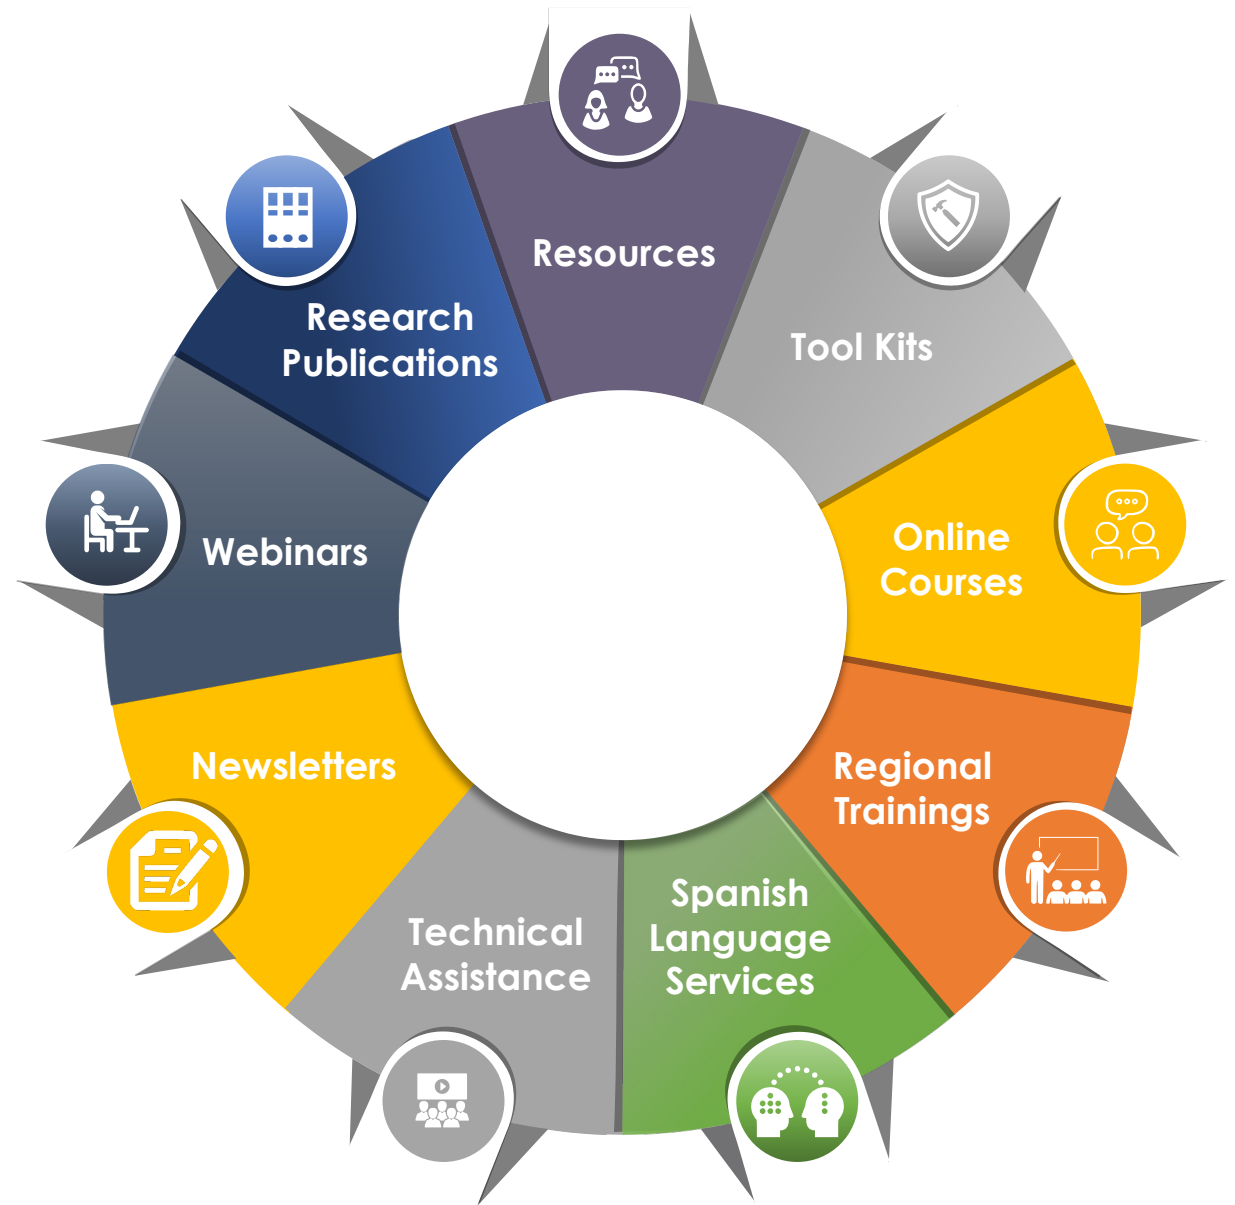 Resources
Tool Kits
Online
Courses
Regional
Trainings
Spanish
Language
Services
Technical
Assistance
Newsletters
Webinars
Research
Publications